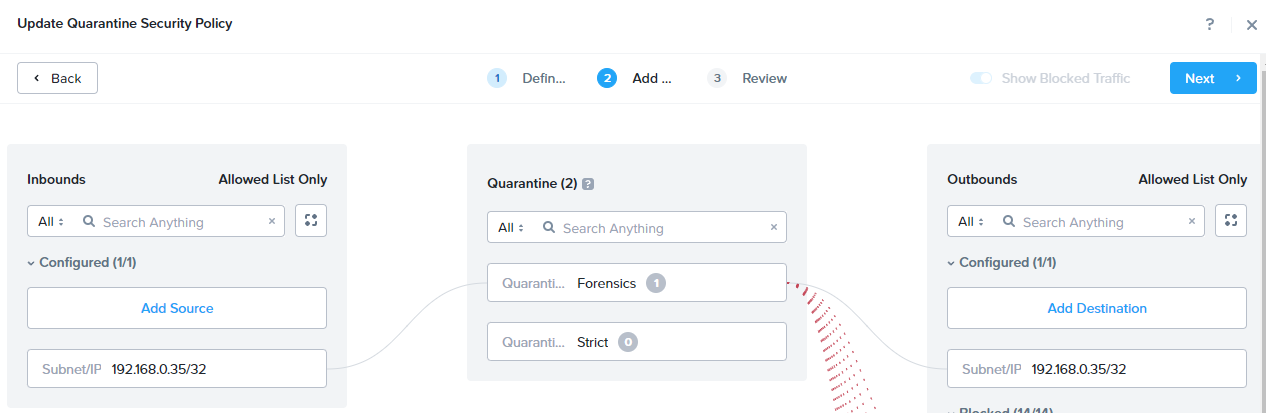 Update Quarantine Security Policy
?
Back
1 Defin...
2 Add ...
3 Review
Show Blocked Traffic
Next
Inbounds Allowed List Only
All Search Anything ×
Configured (1/1)
Add Source
Subnet/IP 192.168.0.35/32
Quarantine (2) ?
All Search Anything ×
Quaranti... Forensics 1
Quaranti... Strict 0
Outbounds Allowed List Only
All Search Anything ×
Configured (1/1)
Add Destination
Subnet/IP 192.168.0.35/32
Blocked (14/14)